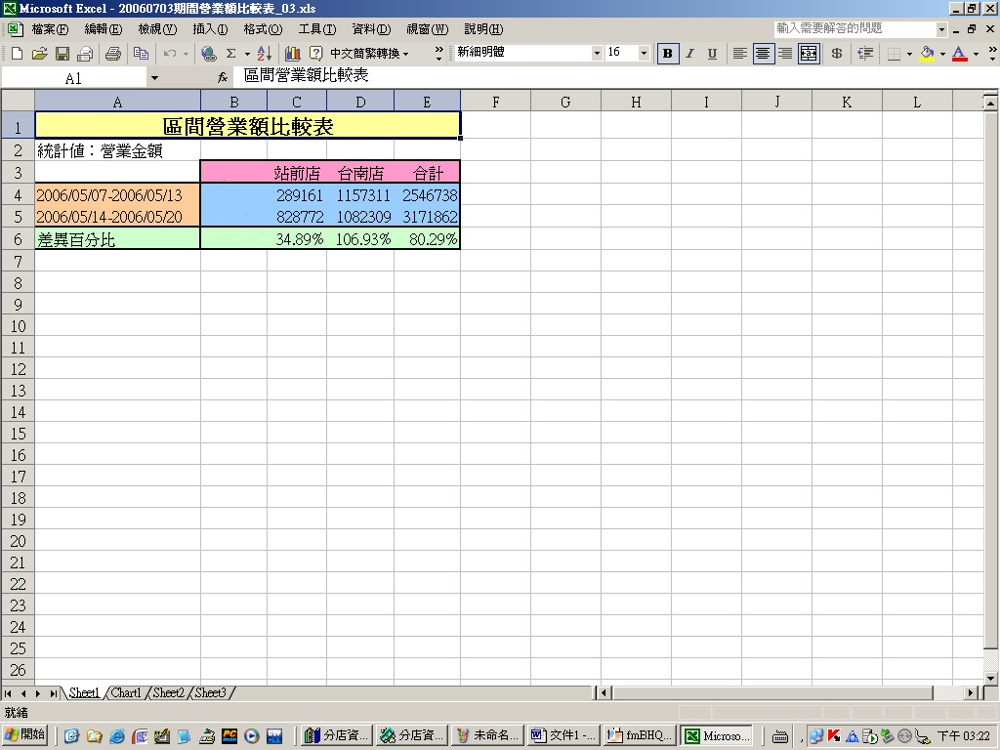 Microsoft Excel - 20060703期間營業額比較表_03.xls
檔案(F) 編輯(E) 檢視(V) 插入(I) 格式(O) 工具(T) 資料(D) 視窗(W) 說明(H) 輸入需要解答的問題
Σ 中文簡繁轉換 新細明體 16 B I U $ A
A1 fx 區間營業額比較表
A B C D E F G H I J K L
1 區間營業額比較表
2 統計值：營業金額
3 站前店 台南店 合計
4 2006/05/07-2006/05/13 289161 1157311 2546738
5 2006/05/14-2006/05/20 828772 1082309 3171862
6 差異百分比 34.89% 106.93% 80.29%
7
8
9
10
11
12
13
14
15
16
17
18
19
20
21
22
23
24
25
26
Sheet1 Chart1 Sheet2 Sheet3
就緒
開始 分店資... 分店資... 未命名... 文件1 -... fmBHQ... Microso... 下午 03:22